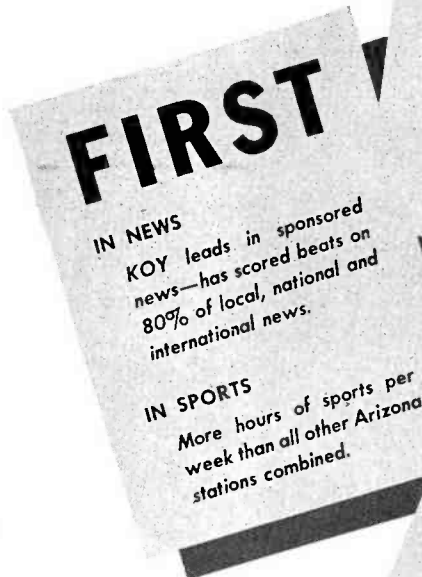 FIRST
IN NEWS
KOY leads in sponsored
news—has scored beats on
80% of local, national and
international news.
IN SPORTS
More hours of sports per
week than all other Arizona
stations combined.